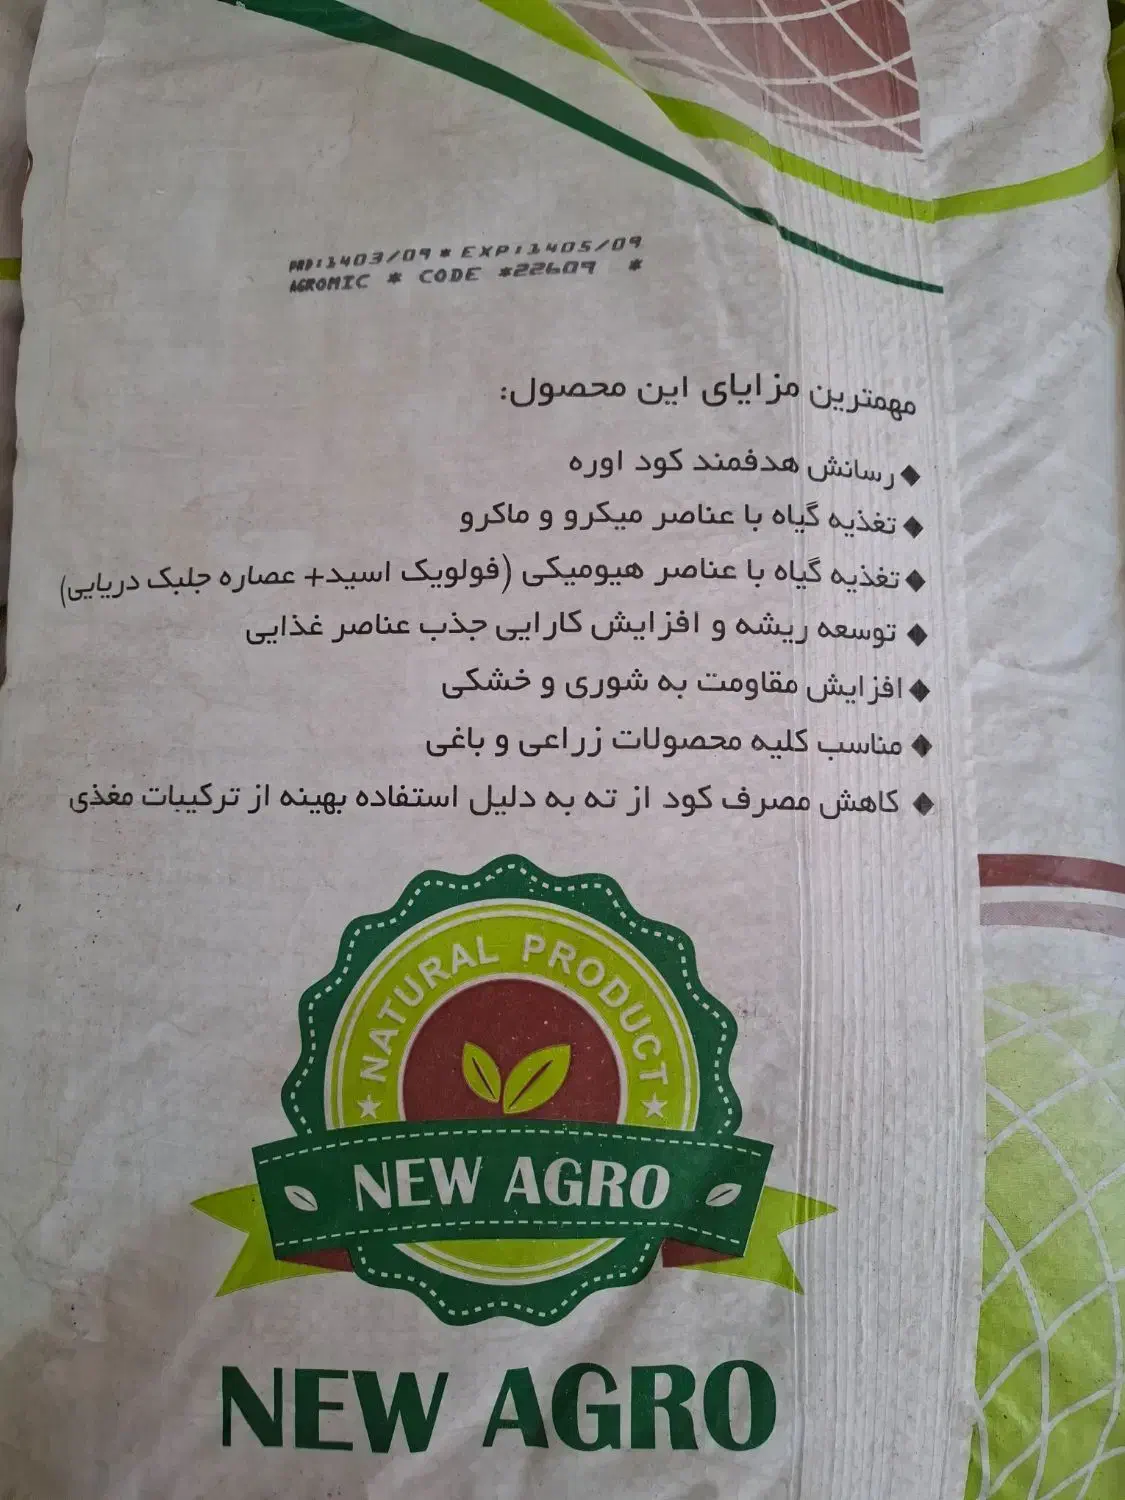 PRD:1403/09 * EXP:1405/09
AGROMIC * CODE *22609 *
مهمترین مزایای این محصول:
◆ رسانش هدفمند کود اوره
◆ تغذیه گیاه با عناصر میکرو و ماکرو
◆ تغذیه گیاه با عناصر هیومیکی (فولویک اسید+ عصاره جلبک دریایی)
◆ توسعه ریشه و افزایش کارایی جذب عناصر غذایی
◆ افزایش مقاومت به شوری و خشکی
◆ مناسب کلیه محصولات زراعی و باغی
◆ کاهش مصرف کود از ته به دلیل استفاده بهینه از ترکیبات مغذی
NATURAL PRODUCT
NEW AGRO
NEW AGRO